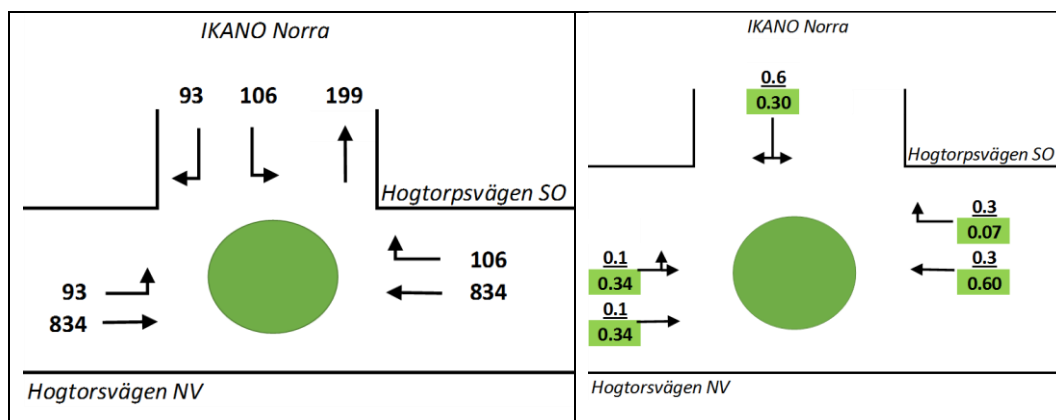 IKANO Norra
93 106 199
Hogtorpsvägen SO
93
834
106
834
Hogtorsvägen NV
IKANO Norra
0.6
0.30
Hogtorpsvägen SO
0.3
0.07
0.3
0.60
0.1
0.34
0.1
0.34
Hogtorsvägen NV